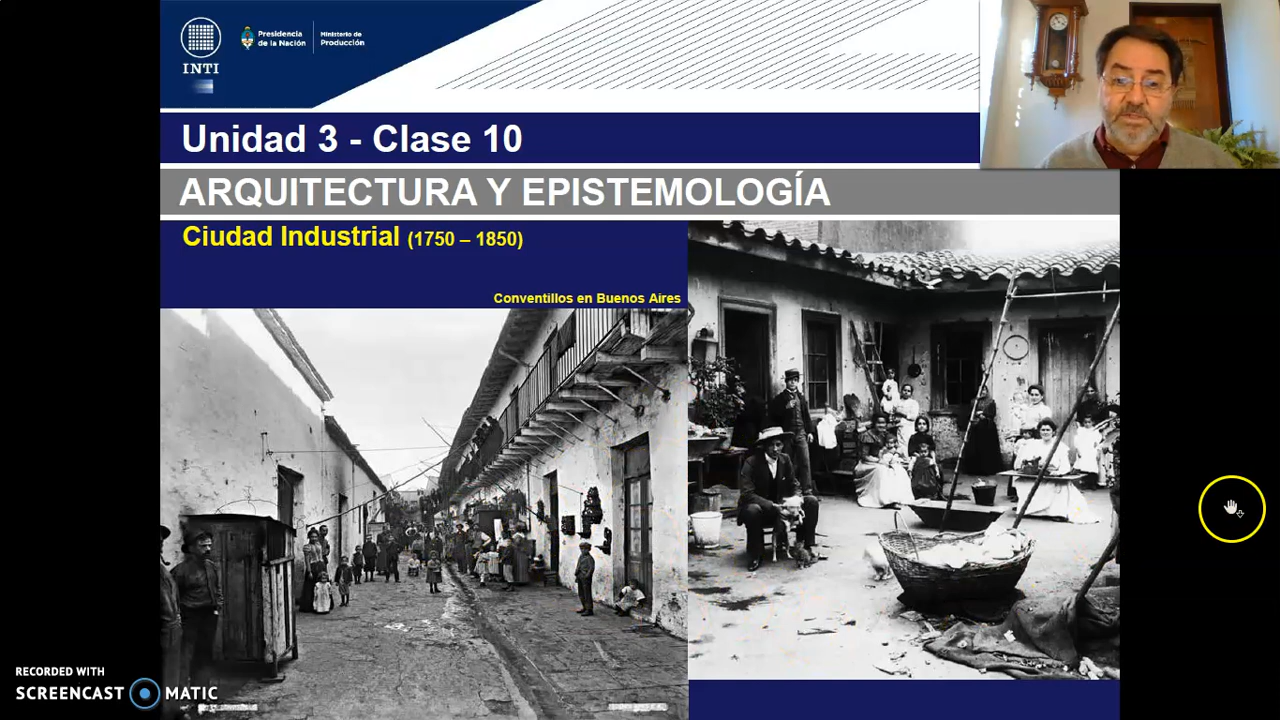 INTI
Presidencia
de la Nación
Ministerio de
Producción
Unidad 3 - Clase 10
ARQUITECTURA Y EPISTEMOLOGÍA
Ciudad Industrial (1750 – 1850)
Conventillos en Buenos Aires
RECORDED WITH
SCREENCAST MATIC